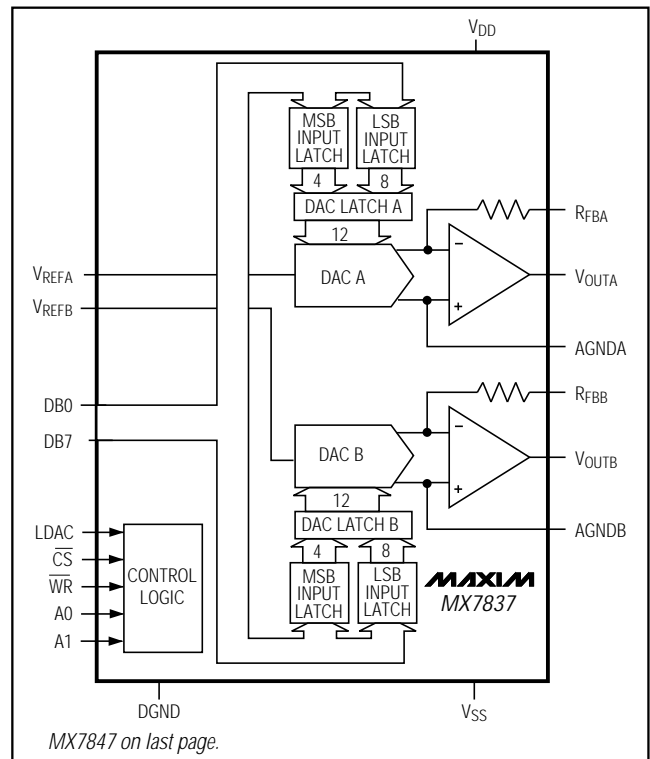 VDD
MSB
INPUT
LATCH
LSB
INPUT
LATCH
4
8
DAC LATCH A
12
DAC A
RFBA
VOUTA
AGNDA
VREFA
VREFB
DB0
DB7
RFBB
VOUTB
AGNDB
DAC B
12
DAC LATCH B
4
8
MSB
INPUT
LATCH
LSB
INPUT
LATCH
MAXIM
MX7837
LDAC
CS
WR
A0
A1
CONTROL
LOGIC
DGND
VSS
MX7847 on last page.
− +
− +